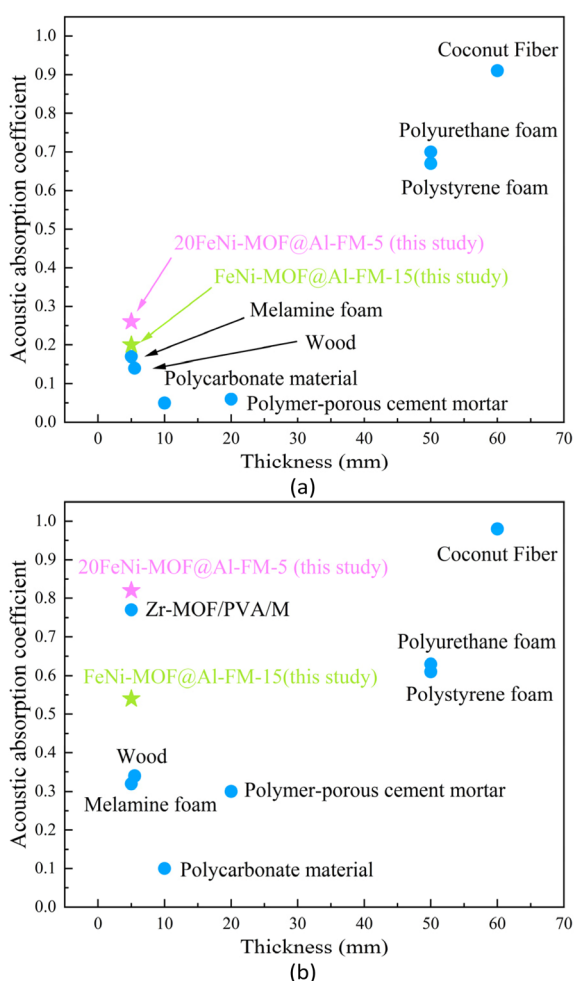 1.0
Coconut Fiber
0.9
0.8
Polyurethane foam
0.7
Polystyrene foam
0.6
0.5
20FeNi-MOF@Al-FM-5 (this study)
0.4
FeNi-MOF@Al-FM-15(this study)
0.3
Melamine foam
0.2
Wood
Polycarbonate material
0.1
Polymer-porous cement mortar
0.0
Acoustic absorption coefficient
0 10 20 30 40 50 60 70
Thickness (mm)
(a)
1.0
Coconut Fiber
0.9
20FeNi-MOF@Al-FM-5 (this study)
0.8
Zr-MOF/PVA/M
0.7
Polyurethane foam
0.6
FeNi-MOF@Al-FM-15(this study)
Polystyrene foam
0.5
0.4
Wood
0.3
Melamine foam
Polymer-porous cement mortar
0.2
0.1
Polycarbonate material
0.0
Acoustic absorption coefficient
0 10 20 30 40 50 60 70
Thickness (mm)
(b)